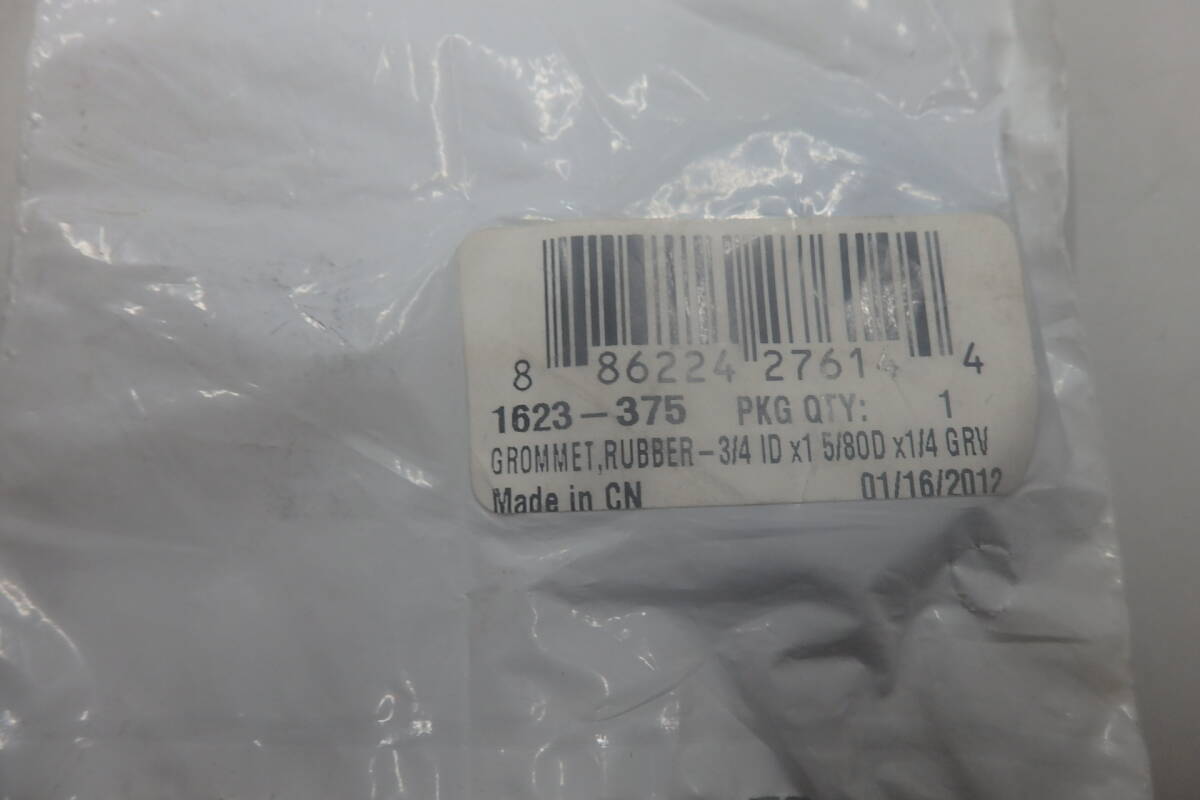 8 86224 27614 4
1623-375 PKG QTY: 1
GROMMET,RUBBER-3/4 ID x1 5/8OD x1/4 GRV
Made in CN 01/16/2012